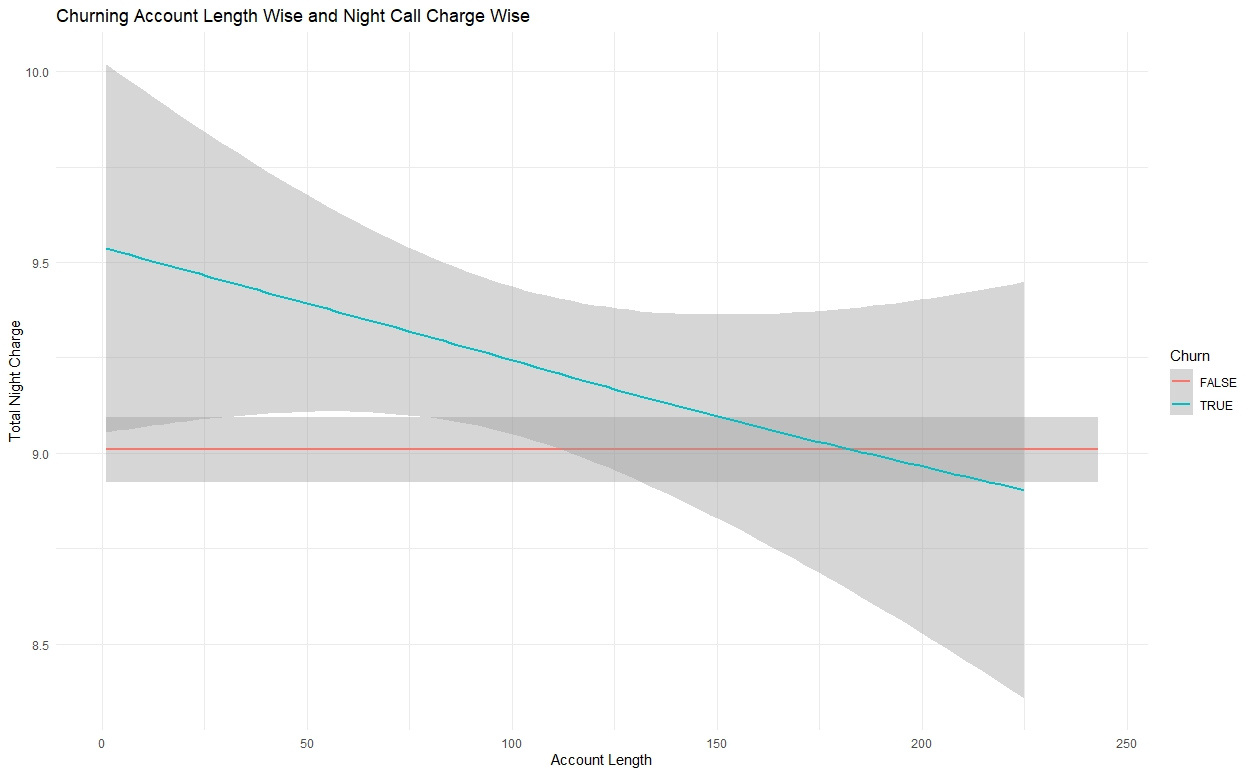 Churning Account Length Wise and Night Call Charge Wise
Total Night Charge
10.0
9.5
9.0
8.5
0
50
100
150
200
250
Account Length
Churn
FALSE
TRUE